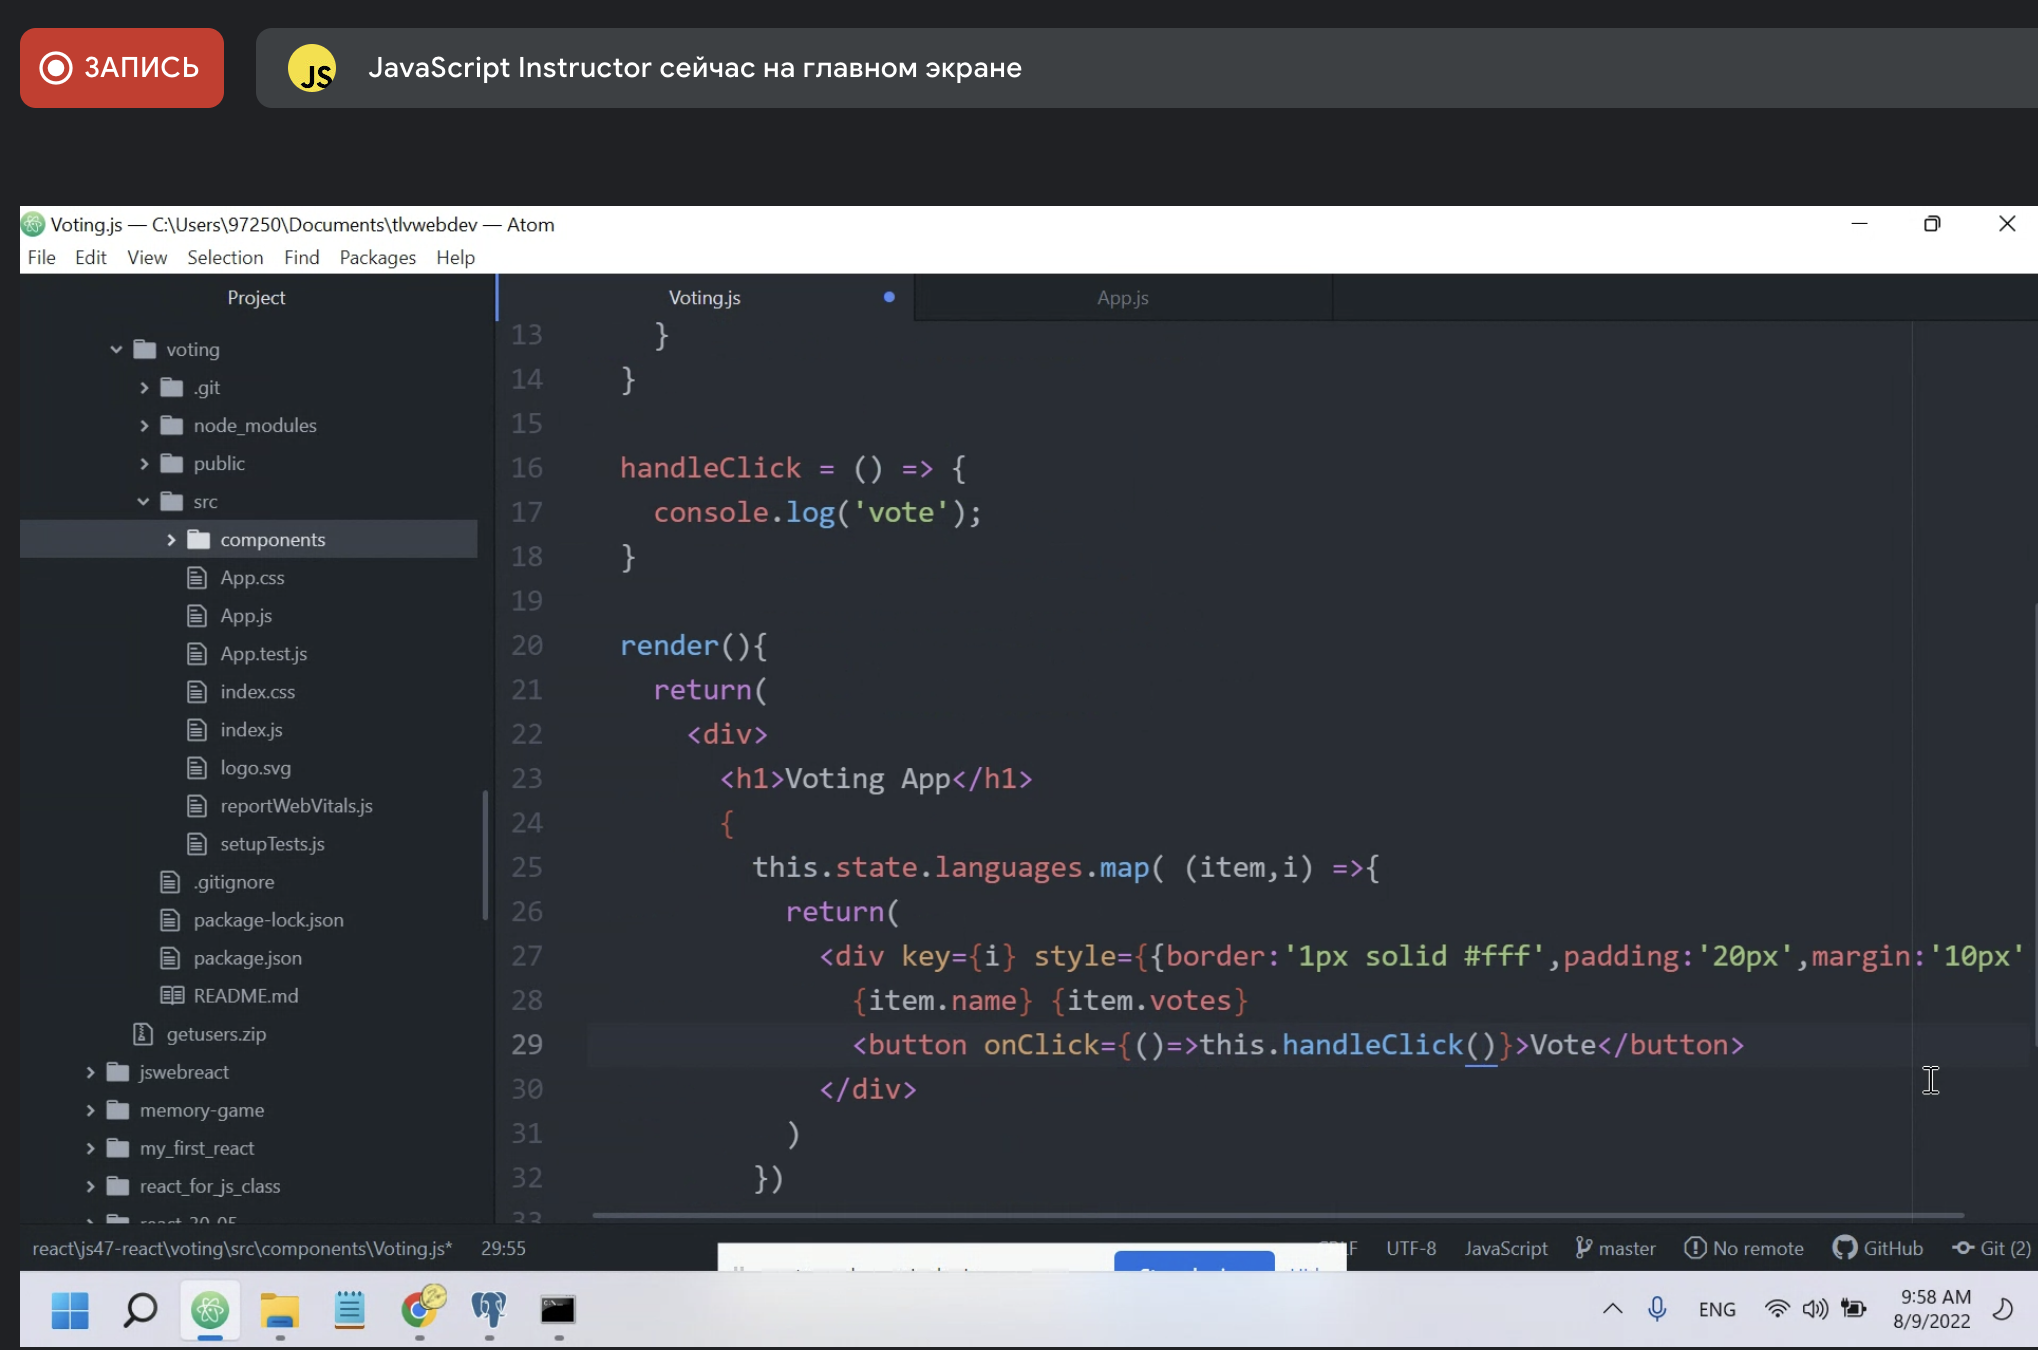 ЗАПИСЬ
JS
JavaScript Instructor сейчас на главном экране
Voting.js — C:\Users\97250\Documents\tlvwebdev — Atom
File Edit View Selection Find Packages Help
Project
voting
.git
node_modules
public
src
components
App.css
App.js
App.test.js
index.css
index.js
logo.svg
reportWebVitals.js
setupTests.js
.gitignore
package-lock.json
package.json
README.md
getusers.zip
jswebreact
memory-game
my_first_react
react_for_js_class
Voting.js App.js
13 }
14 }
15
16 handleClick = () => {
17 console.log('vote');
18 }
19
20 render(){
21 return(
22 <div>
23 <h1>Voting App</h1>
24 {
25 this.state.languages.map( (item,i) =>{
26 return(
27 <div key={i} style={{border:'1px solid #fff',padding:'20px',margin:'10px'
28 {item.name} {item.votes}
29 <button onClick={()=>this.handleClick()}>Vote</button>
30 </div>
31 )
32 })
33
react\js47-react\voting\src\components\Voting.js* 29:55 UTF-8 JavaScript master No remote GitHub Git (2)
ENG
9:58 AM
8/9/2022